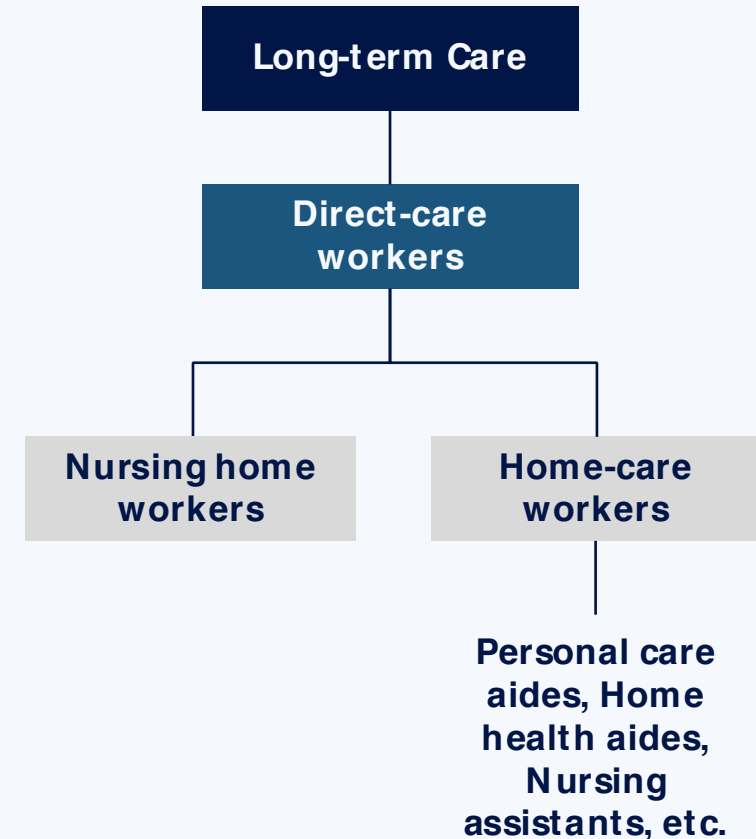 Long-term Care
Direct-care
workers
Nursing home
workers
Home-care
workers
Personal care
aides, Home
health aides,
Nursing
assistants, etc.